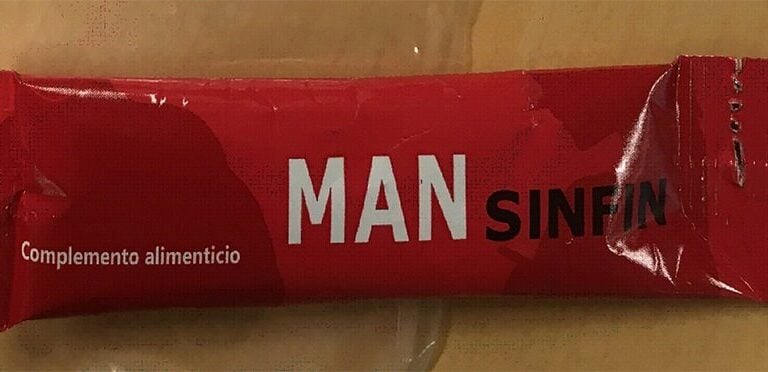 MAN SINFIN
Complemento alimenticio